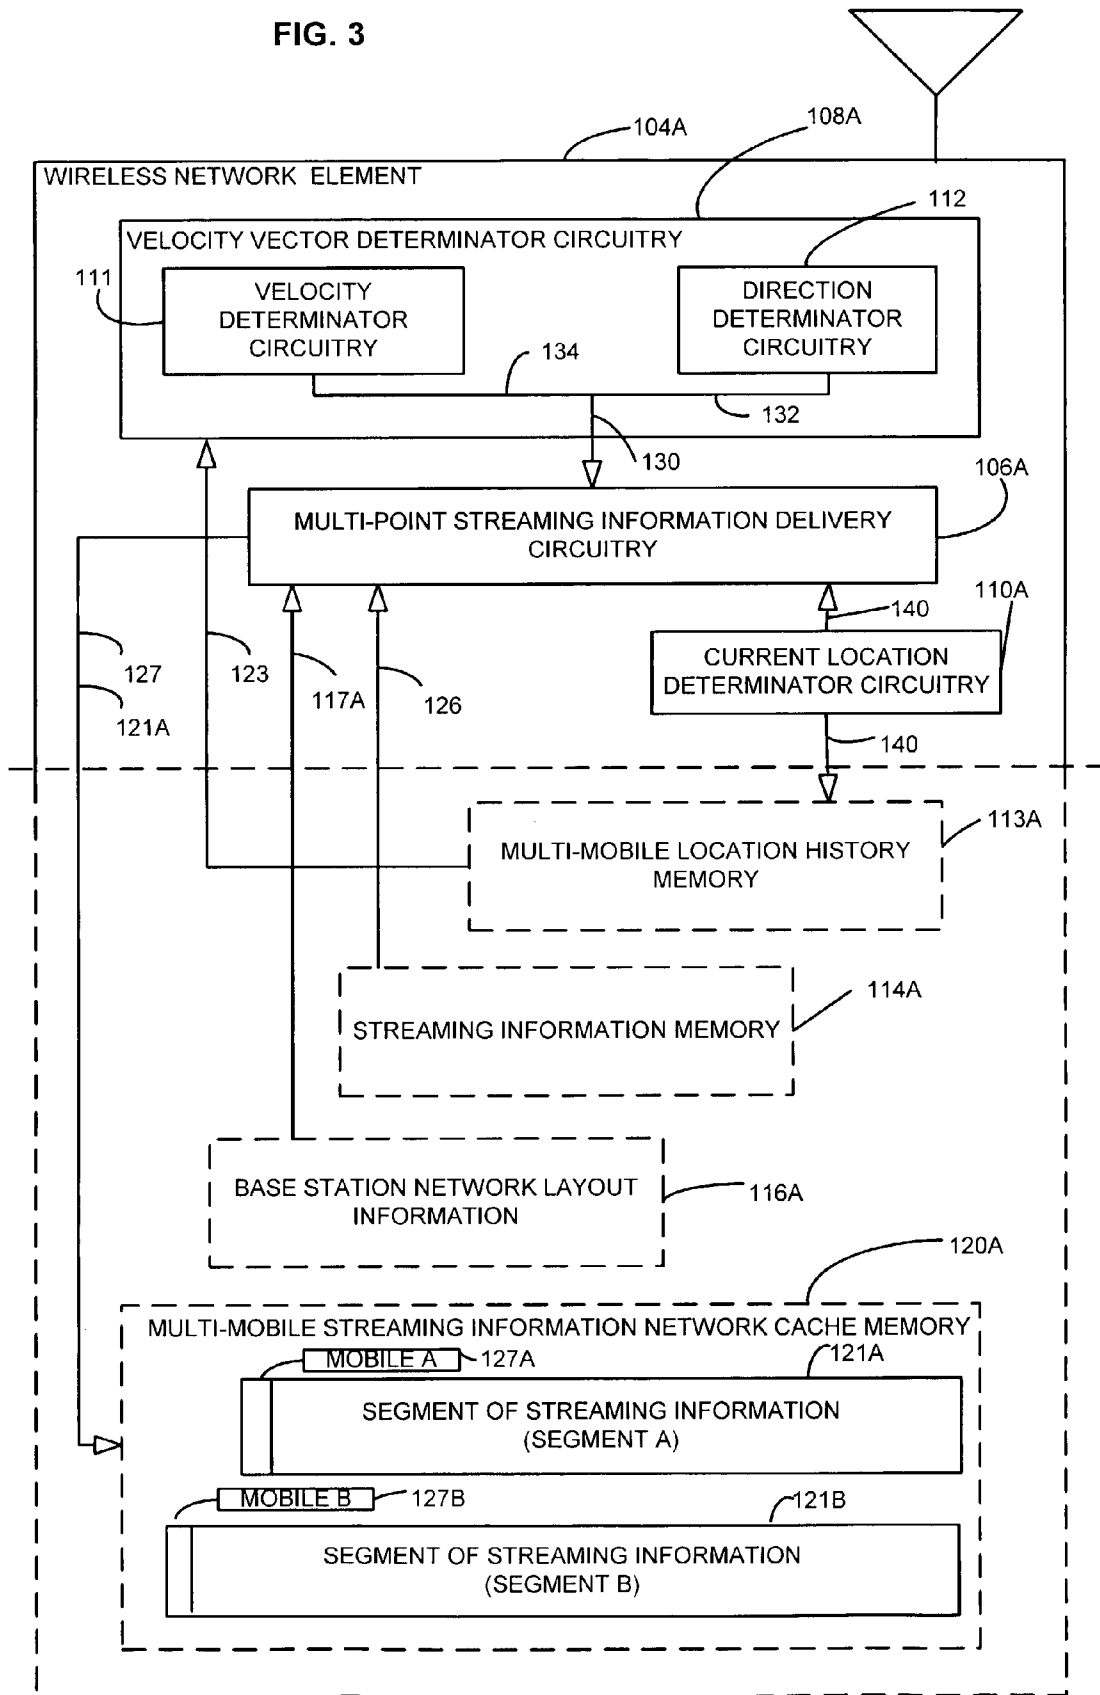 FIG. 3
104A
108A
WIRELESS NETWORK ELEMENT
112
VELOCITY VECTOR DETERMINATOR CIRCUITRY
111
VELOCITY
DETERMINATOR
CIRCUITRY
DIRECTION
DETERMINATOR
CIRCUITRY
134
132
130
106A
MULTI-POINT STREAMING INFORMATION DELIVERY
CIRCUITRY
110A
140
CURRENT LOCATION
DETERMINATOR CIRCUITRY
127
123
117A
126
121A
140
113A
MULTI-MOBILE LOCATION HISTORY
MEMORY
114A
STREAMING INFORMATION MEMORY
BASE STATION NETWORK LAYOUT
INFORMATION
116A
120A
MULTI-MOBILE STREAMING INFORMATION NETWORK CACHE MEMORY
MOBILE A
127A
121A
SEGMENT OF STREAMING INFORMATION
(SEGMENT A)
MOBILE B
127B
121B
SEGMENT OF STREAMING INFORMATION
(SEGMENT B)